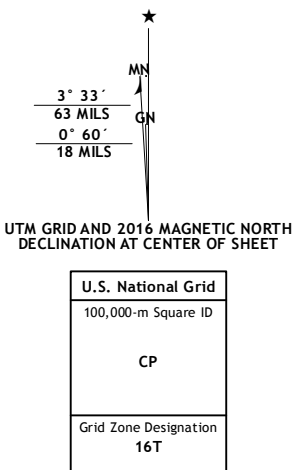 ★
MN
GN
3° 33´
63 MILS
0° 60´
18 MILS
UTM GRID AND 2016 MAGNETIC NORTH
DECLINATION AT CENTER OF SHEET
U.S. National Grid
100,000-m Square ID
CP
Grid Zone Designation
16T